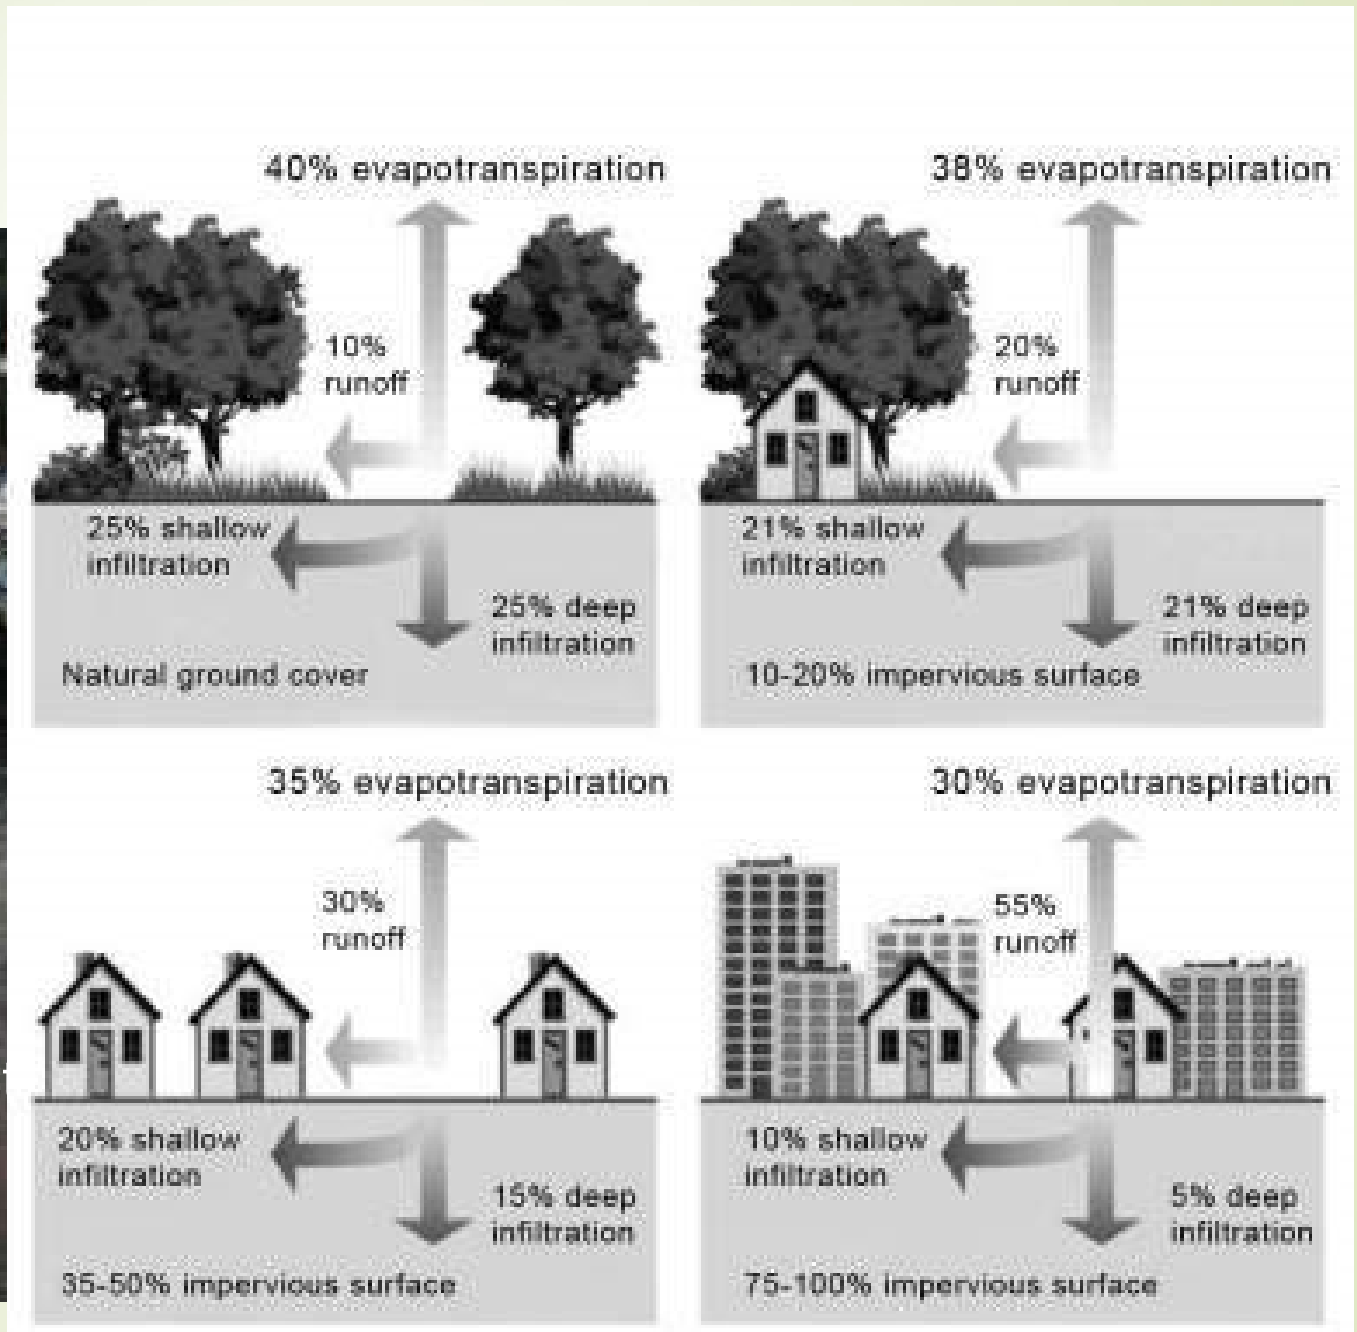 40% evapotranspiration
10%
runoff
25% shallow
infiltration
25% deep
infiltration
Natural ground cover
38% evapotranspiration
20%
runoff
21% shallow
infiltration
21% deep
infiltration
10-20% impervious surface
35% evapotranspiration
30%
runoff
20% shallow
infiltration
15% deep
infiltration
35-50% impervious surface
30% evapotranspiration
55%
runoff
10% shallow
infiltration
5% deep
infiltration
75-100% impervious surface